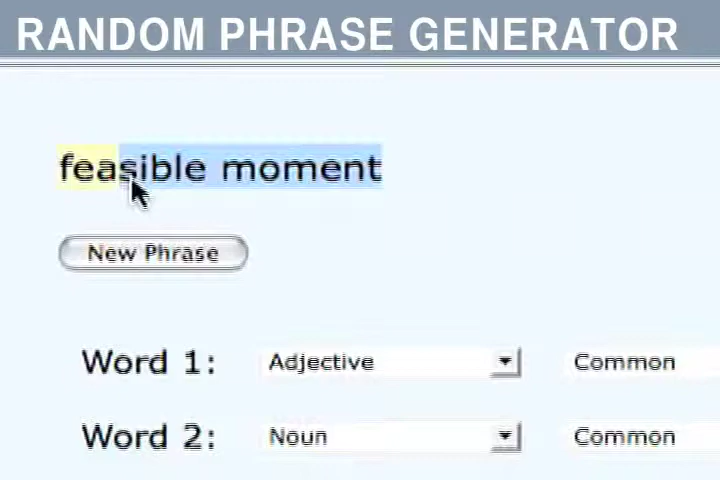 RANDOM PHRASE GENERATOR
feasible moment
New Phrase
Word 1: Adjective Common
Word 2: Noun Common